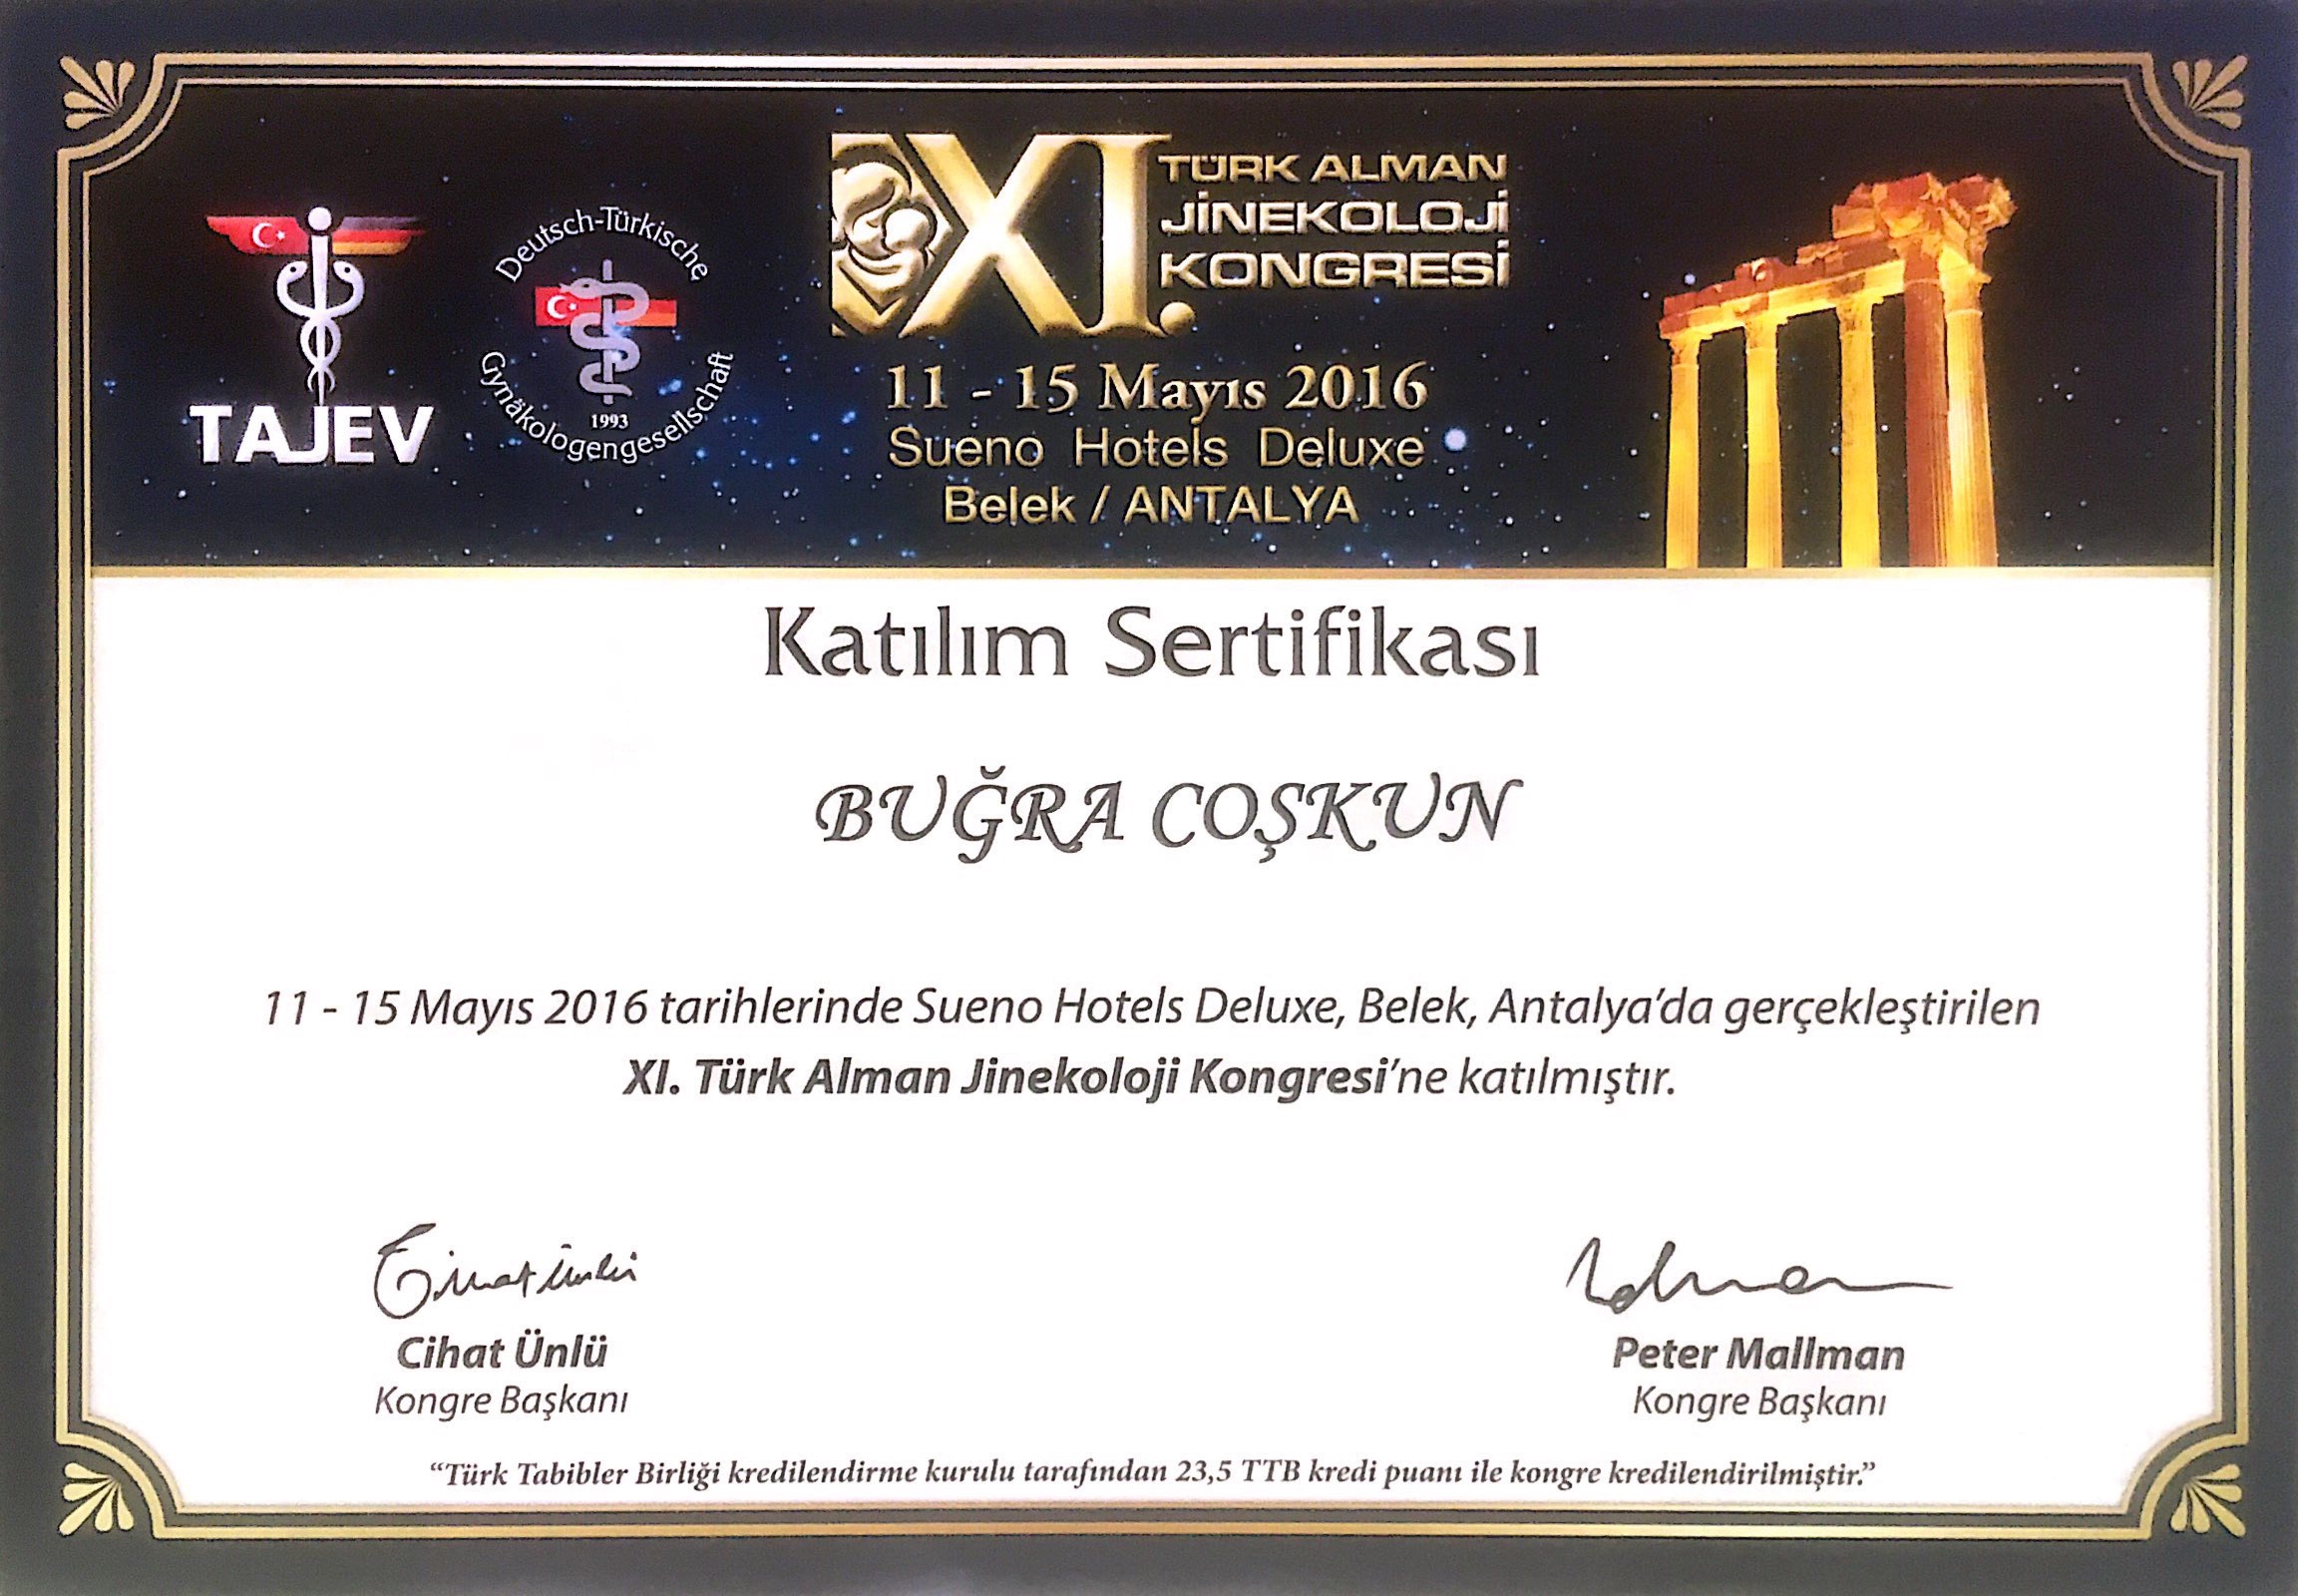 TAJEV
Deutsch-Türkische
Gynäkologengesellschaft
1993
XI.
TÜRK ALMAN
JİNEKOLOJİ
KONGRESİ
11 - 15 Mayıs 2016
Sueno Hotels Deluxe
Belek / ANTALYA
Katılım Sertifikası
BUĞRA COŞKUN
11 - 15 Mayıs 2016 tarihlerinde Sueno Hotels Deluxe, Belek, Antalya’da gerçekleştirilen
XI. Türk Alman Jinekoloji Kongresi’ne katılmıştır.
Cihat Ünlü
Kongre Başkanı
Peter Mallman
Kongre Başkanı
“Türk Tabibler Birliği kredilendirme kurulu tarafından 23,5 TTB kredi puanı ile kongre kredilendirilmiştir.”